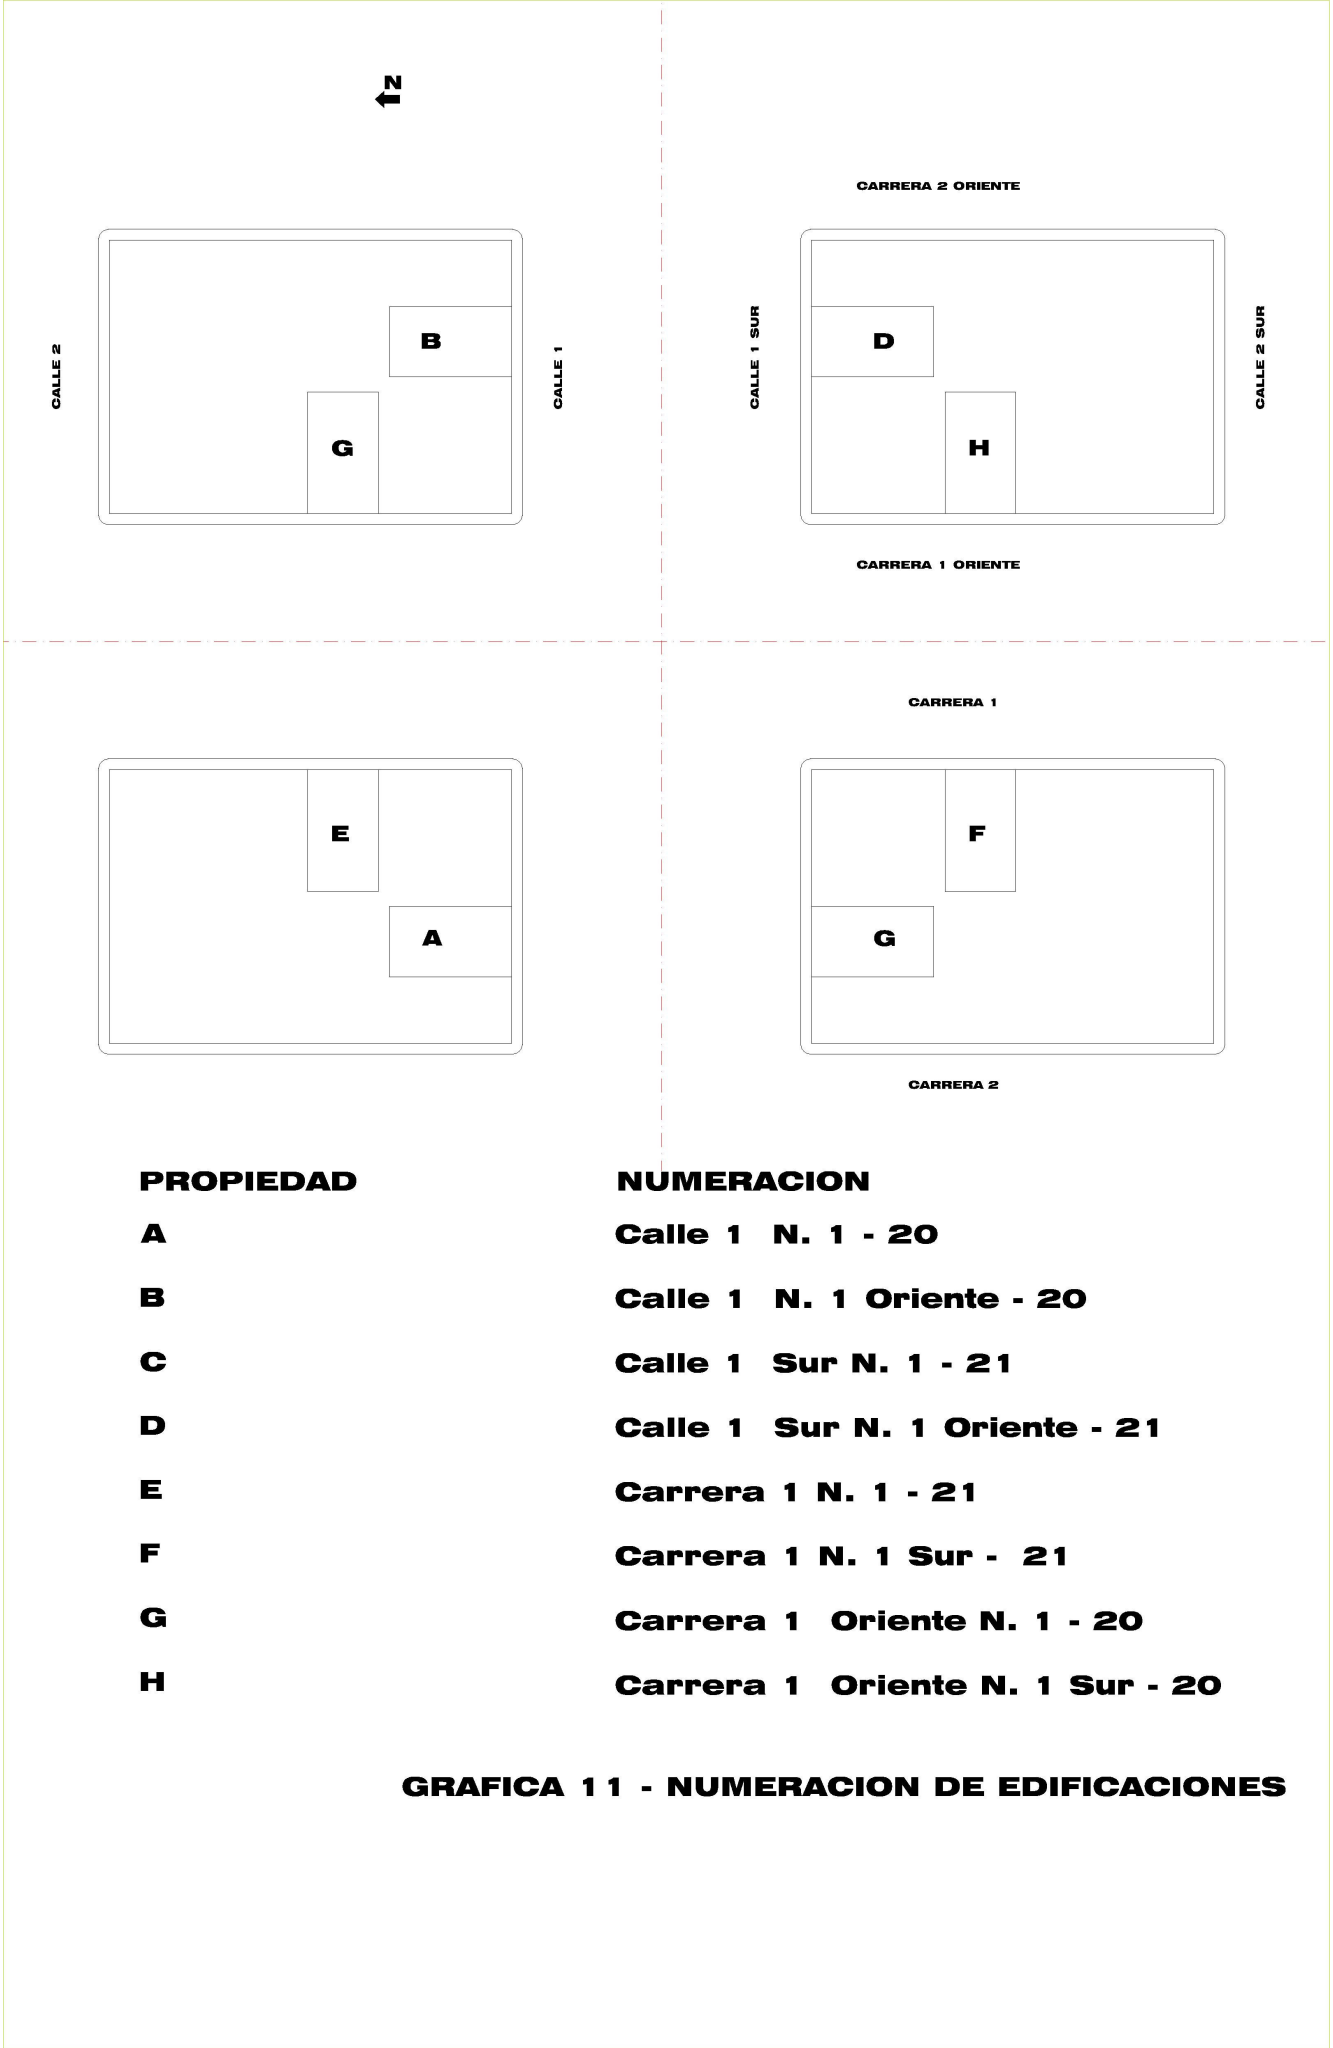 N
CARRERA 2 ORIENTE
CALLE 2
B
CALLE 1
CALLE 1 SUR
D
CALLE 2 SUR
G
H
CARRERA 1 ORIENTE
CARRERA 1
E
F
A
G
CARRERA 2
PROPIEDAD NUMERACION
A Calle 1 N. 1 - 20
B Calle 1 N. 1 Oriente - 20
C Calle 1 Sur N. 1 - 21
D Calle 1 Sur N. 1 Oriente - 21
E Carrera 1 N. 1 - 21
F Carrera 1 N. 1 Sur - 21
G Carrera 1 Oriente N. 1 - 20
H Carrera 1 Oriente N. 1 Sur - 20
GRAFICA 11 - NUMERACION DE EDIFICACIONES